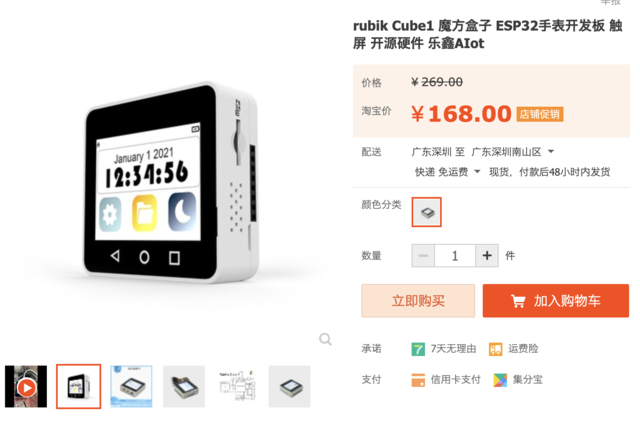 rubik Cube1 魔方盒子 ESP32手表开发板 触
屏 开源硬件 乐鑫AIot
价格
¥ 269.00
淘宝价
¥ 168.00 店铺促销
配送
广东深圳 至 广东深圳南山区
快递 免运费 现货，付款后48小时内发货
颜色分类
数量
1 件
立即购买
加入购物车
承诺
7天无理由 运费险
支付
信用卡支付 集分宝
January 1 2021
12:34:56